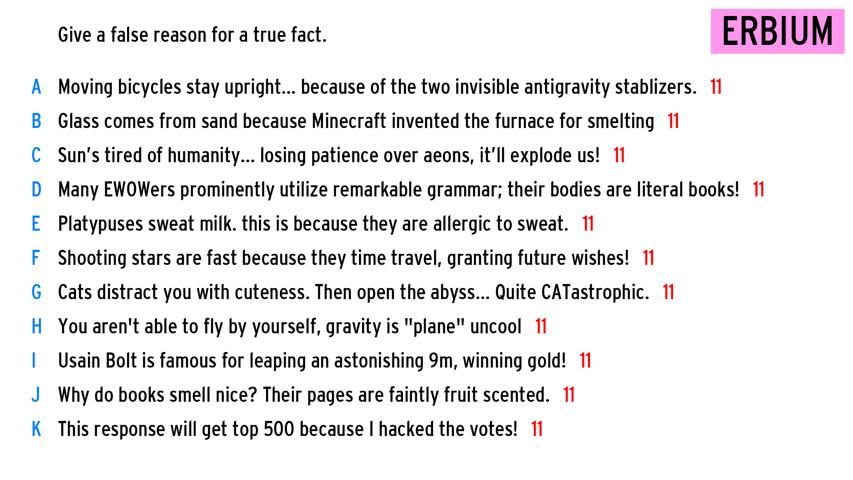 Give a false reason for a true fact.
ERBIUM
A Moving bicycles stay upright... because of the two invisible antigravity stablizers. 11
B Glass comes from sand because Minecraft invented the furnace for smelting 11
C Sun's tired of humanity... losing patience over aeons, it'll explode us! 11
D Many EWOWers prominently utilize remarkable grammar; their bodies are literal books! 11
E Platypuses sweat milk. this is because they are allergic to sweat. 11
F Shooting stars are fast because they time travel, granting future wishes! 11
G Cats distract you with cuteness. Then open the abyss... Quite CATastrophic. 11
H You aren't able to fly by yourself, gravity is "plane" uncool 11
I Usain Bolt is famous for leaping an astonishing 9m, winning gold! 11
J Why do books smell nice? Their pages are faintly fruit scented. 11
K This response will get top 500 because I hacked the votes! 11